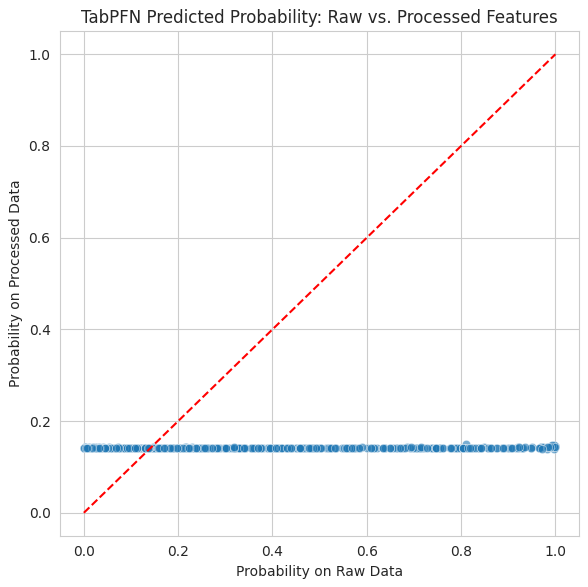 TabPFN Predicted Probability: Raw vs. Processed Features
1.0
0.8
0.6
0.4
0.2
0.0
Probability on Processed Data
0.0 0.2 0.4 0.6 0.8 1.0
Probability on Raw Data